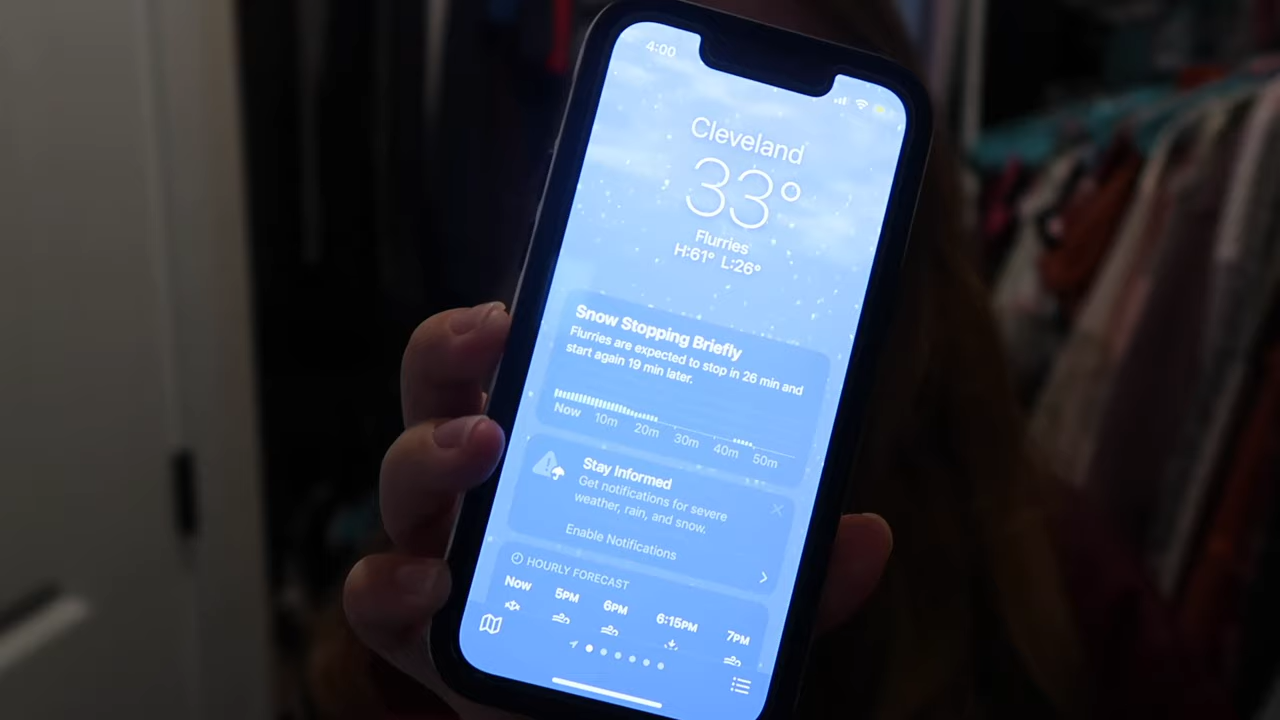 4:00
Cleveland
33°
Flurries
H:61° L:26°
Snow Stopping Briefly
Flurries are expected to stop in 26 min and
start again 19 min later.
Now 10m 20m 30m 40m 50m
Stay Informed
Get notifications for severe
weather, rain, and snow.
Enable Notifications
HOURLY FORECAST
Now 5PM 6PM 6:15PM 7PM